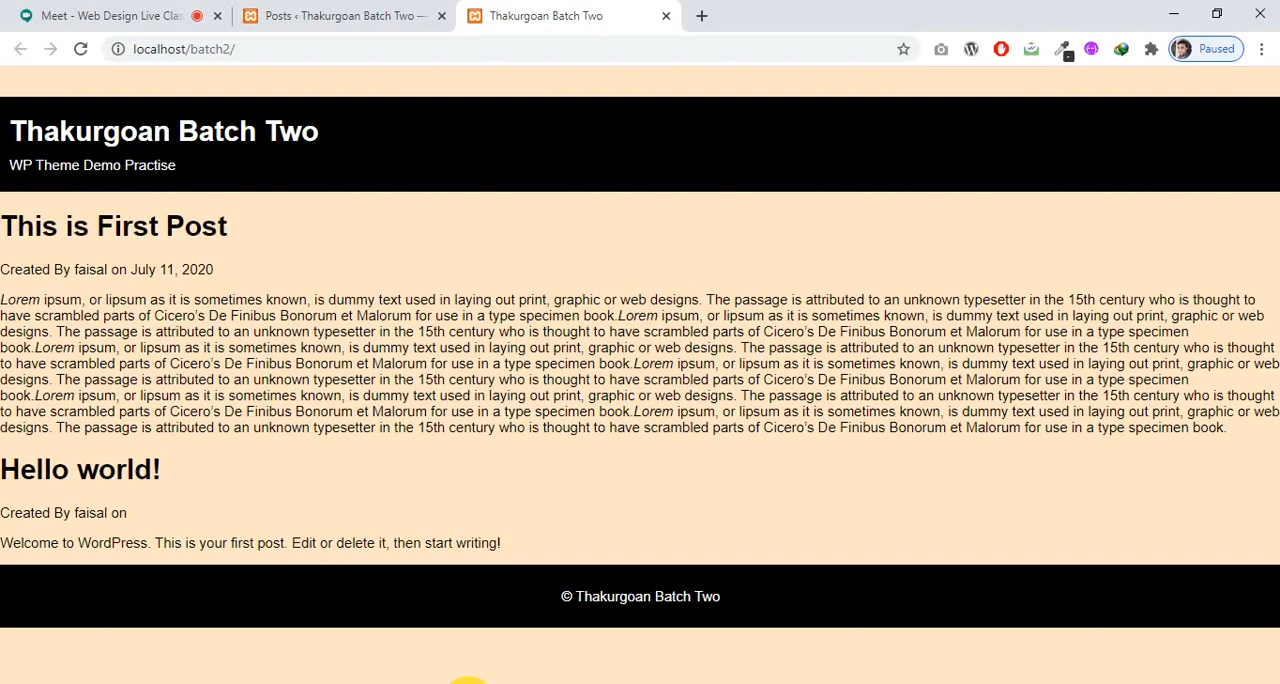 Meet - Web Design Live Clas
Posts ‹ Thakurgoan Batch Two —
Thakurgoan Batch Two
localhost/batch2/
Paused
Thakurgoan Batch Two
WP Theme Demo Practise
This is First Post
Created By faisal on July 11, 2020
Lorem ipsum, or lipsum as it is sometimes known, is dummy text used in laying out print, graphic or web designs. The passage is attributed to an unknown typesetter in the 15th century who is thought to
have scrambled parts of Cicero’s De Finibus Bonorum et Malorum for use in a type specimen book.Lorem ipsum, or lipsum as it is sometimes known, is dummy text used in laying out print, graphic or web
designs. The passage is attributed to an unknown typesetter in the 15th century who is thought to have scrambled parts of Cicero’s De Finibus Bonorum et Malorum for use in a type specimen
book.Lorem ipsum, or lipsum as it is sometimes known, is dummy text used in laying out print, graphic or web designs. The passage is attributed to an unknown typesetter in the 15th century who is thought
to have scrambled parts of Cicero’s De Finibus Bonorum et Malorum for use in a type specimen book.Lorem ipsum, or lipsum as it is sometimes known, is dummy text used in laying out print, graphic or web
designs. The passage is attributed to an unknown typesetter in the 15th century who is thought to have scrambled parts of Cicero’s De Finibus Bonorum et Malorum for use in a type specimen
book.Lorem ipsum, or lipsum as it is sometimes known, is dummy text used in laying out print, graphic or web designs. The passage is attributed to an unknown typesetter in the 15th century who is thought
to have scrambled parts of Cicero’s De Finibus Bonorum et Malorum for use in a type specimen book.Lorem ipsum, or lipsum as it is sometimes known, is dummy text used in laying out print, graphic or web
designs. The passage is attributed to an unknown typesetter in the 15th century who is thought to have scrambled parts of Cicero’s De Finibus Bonorum et Malorum for use in a type specimen book.
Hello world!
Created By faisal on
Welcome to WordPress. This is your first post. Edit or delete it, then start writing!
© Thakurgoan Batch Two